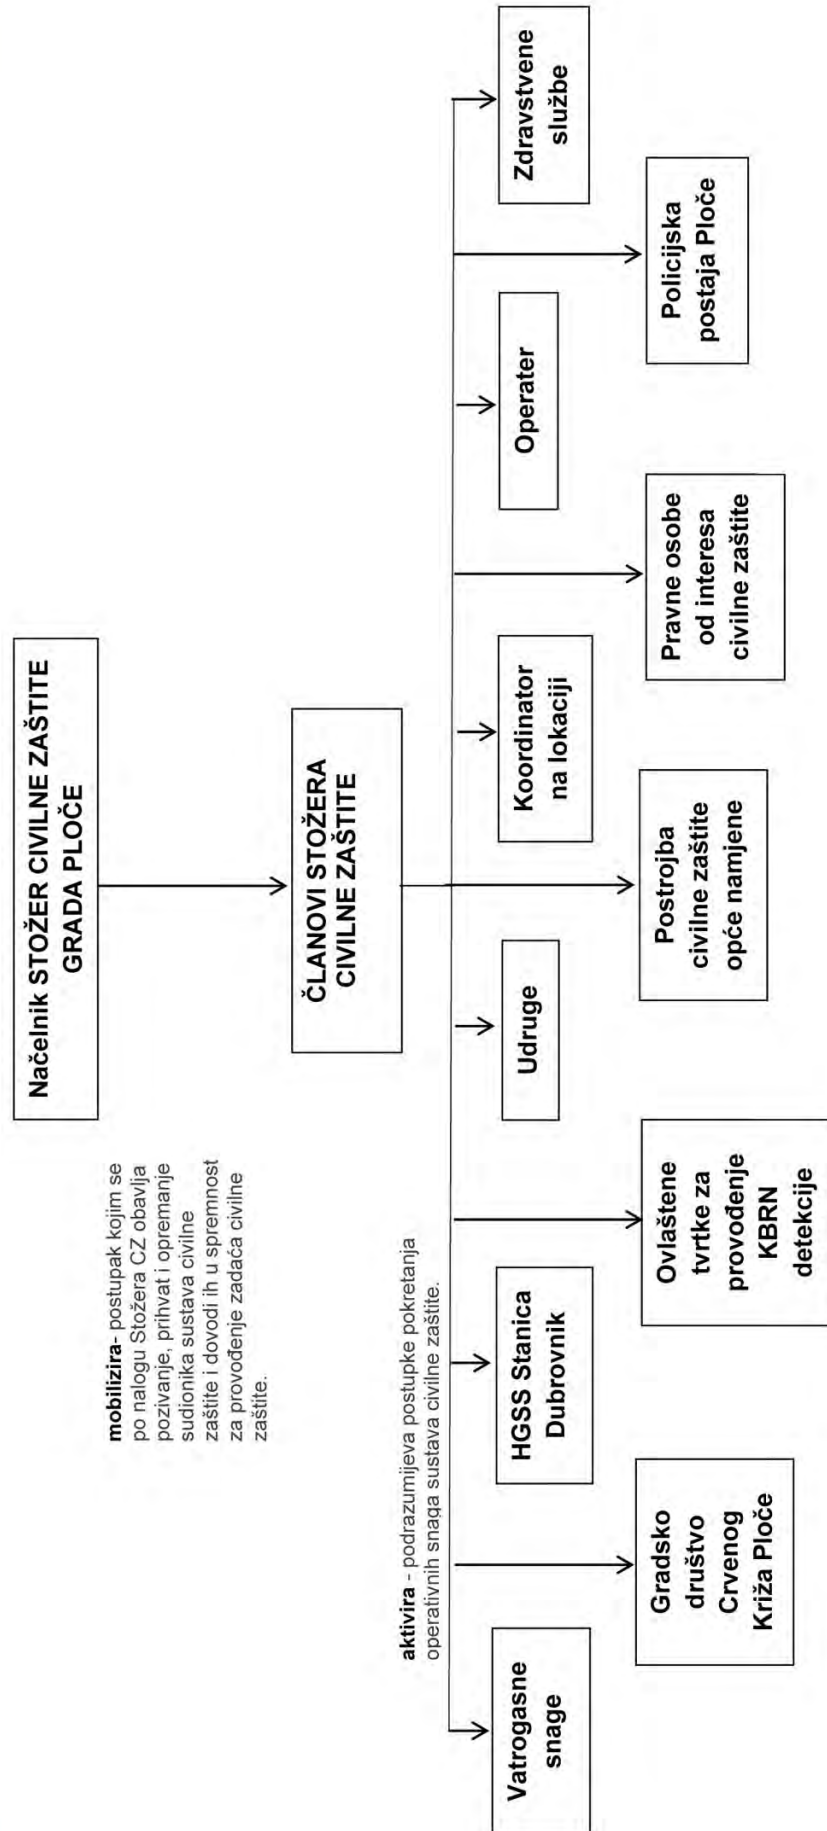 Načelnik STOŽER CIVILNE ZAŠTITE
GRADA PLOČE
mobilizira- postupak kojim se
po nalogu Stožera CZ obavlja
pozivanje, prihvat i opremanje
sudionika sustava civilne
zaštite i dovodi ih u spremnost
za provođenje zadaća civilne
zaštite.
ČLANOVI STOŽERA
CIVILNE ZAŠTITE
aktivira - podrazumijeva postupke pokretanja
operativnih snaga sustava civilne zaštite.
Vatrogasne
snage
HGSS Stanica
Dubrovnik
Udruge
Koordinator
na lokaciji
Operater
Zdravstvene
službe
Gradsko
društvo
Crvenog
Križa Ploče
Ovlaštene
tvrtke za
provođenje
KBRN
detekcije
Postrojba
civilne zaštite
opće namjene
Pravne osobe
od interesa
civilne zaštite
Policijska
postaja Ploče